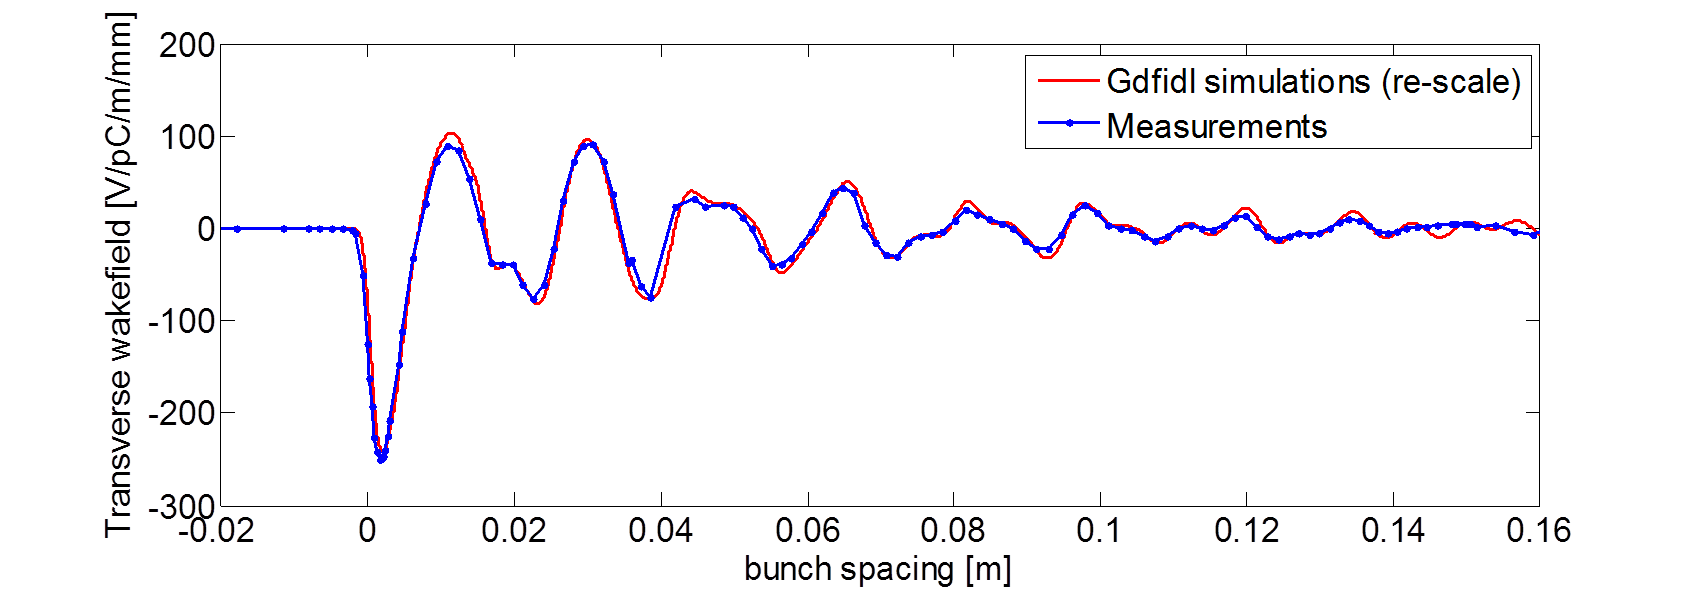 Transverse wakefield [V/pC/m/mm]
200
100
0
-100
-200
-300
Gdfidl simulations (re-scale)
Measurements
-0.02 0 0.02 0.04 0.06 0.08 0.1 0.12 0.14 0.16
bunch spacing [m]